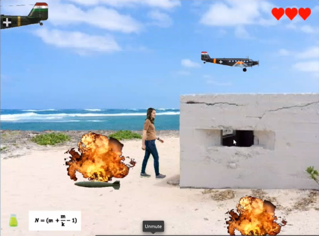 N = (m + m/k − 1)
Unmute